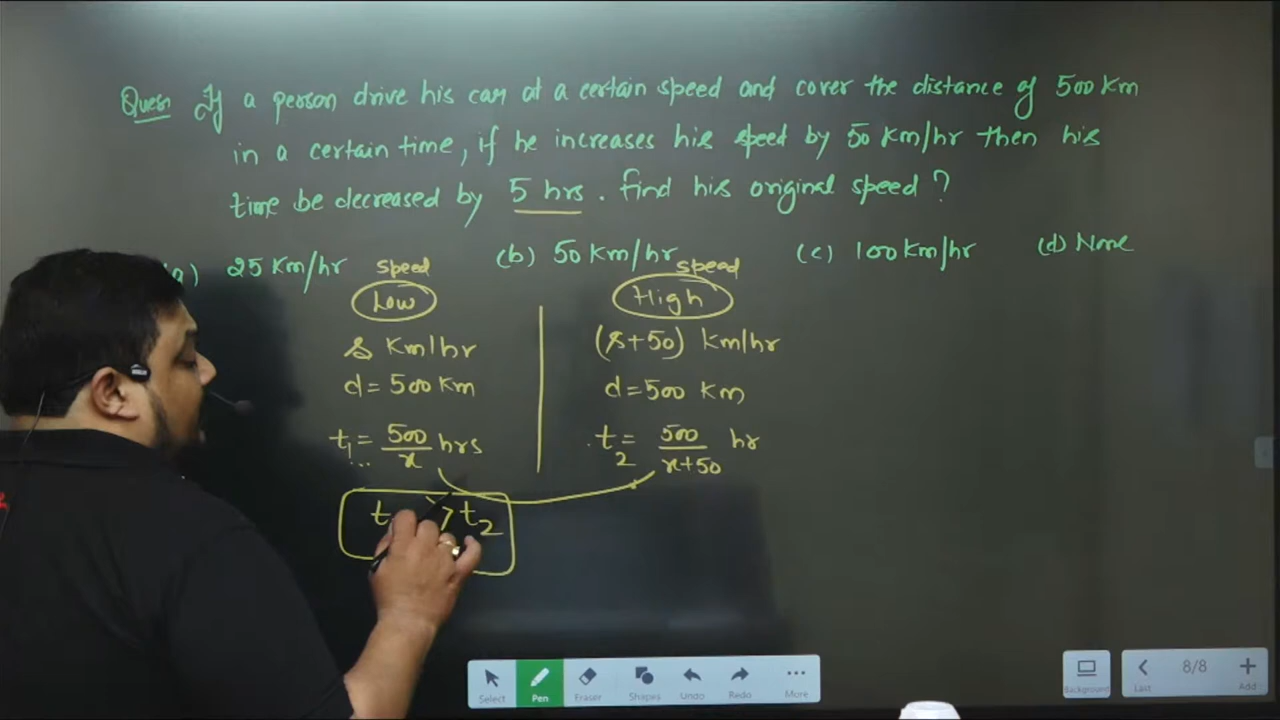 Quesn If a person drive his car at a certain speed and cover the distance of 500 Km
in a certain time, if he increases his speed by 50 Km/hr then his
time be decreased by 5 hrs. find his original speed?
) 25 Km/hr (b) 50 Km/hr (c) 100 Km/hr (d) None
speed speed
Low High
s Km/hr (s+50) Km/hr
d = 500 Km d = 500 Km
t1 = 500/x hrs t2 = 500/x+50 hr
t > t2
Select Pen Eraser Shapes Undo Redo More
Background Last 8/8 Add